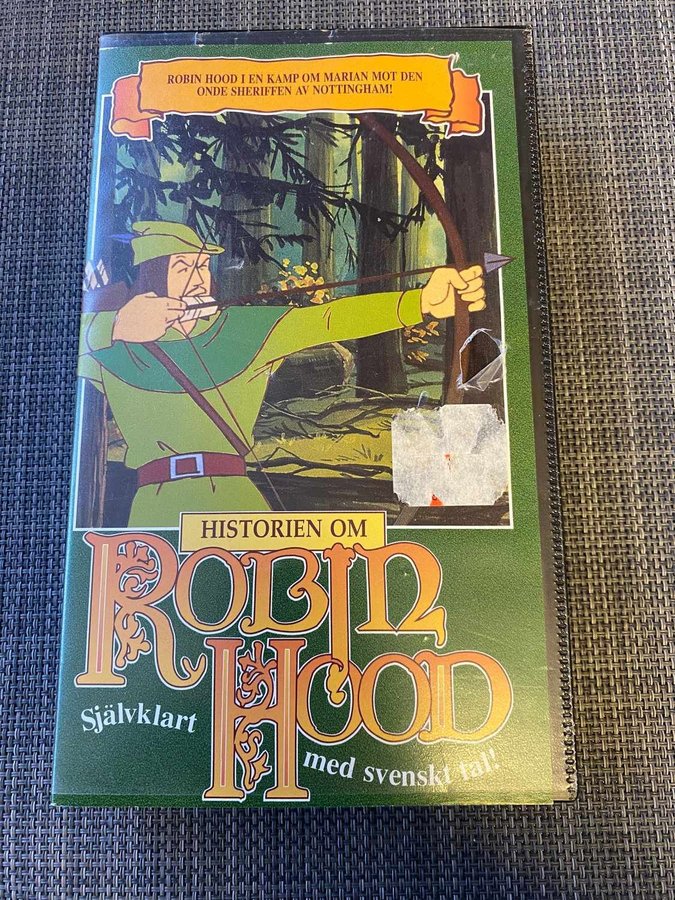 ROBIN HOOD I EN KAMP OM MARIAN MOT DEN
ONDE SHERIFFEN AV NOTTINGHAM!
HISTORIEN OM
ROBIN
HOOD
Självklart
med svenskt tal!